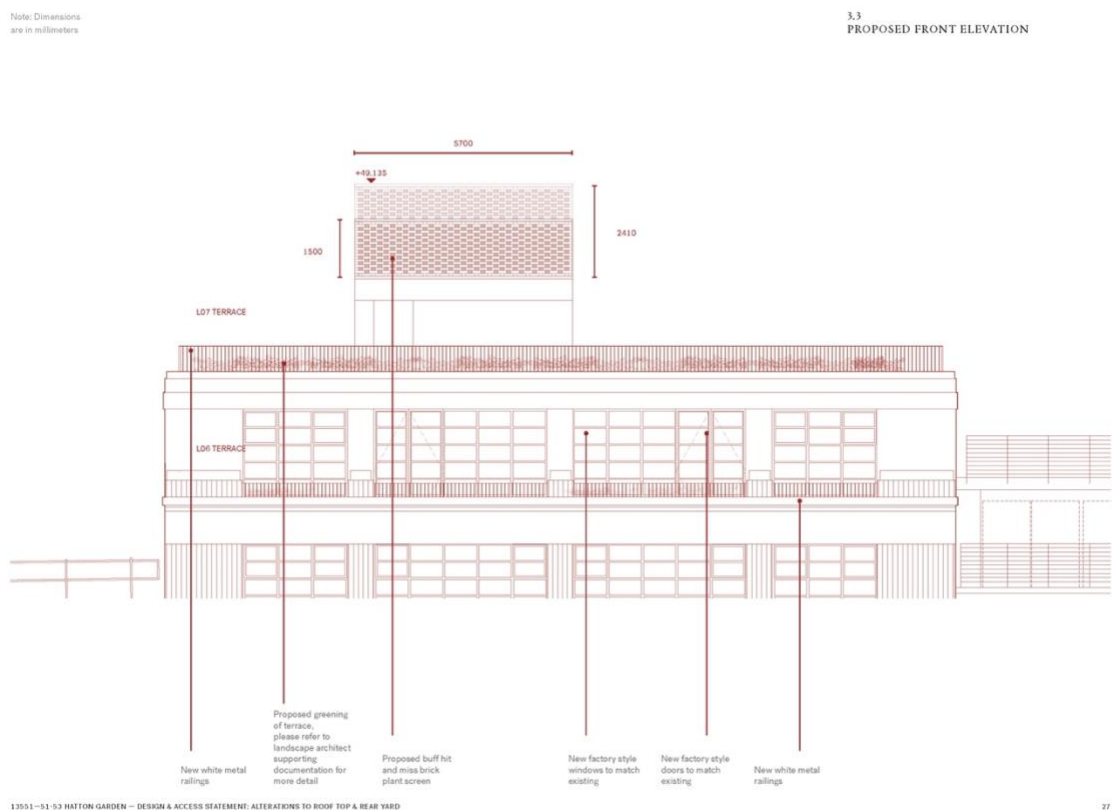 Note: Dimensions
are in millimeters
3.3
PROPOSED FRONT ELEVATION
5700
+49.135
1500
2410
L07 TERRACE
L06 TERRACE
New white metal
railings
Proposed greening
of terrace,
please refer to
landscape architect
supporting
documentation for
more detail
Proposed buff hit
and miss brick
plant screen
New factory style
windows to match
existing
New factory style
doors to match
existing
New white metal
railings
13551—51-53 HATTON GARDEN — DESIGN & ACCESS STATEMENT: ALTERATIONS TO ROOF TOP & REAR YARD
27